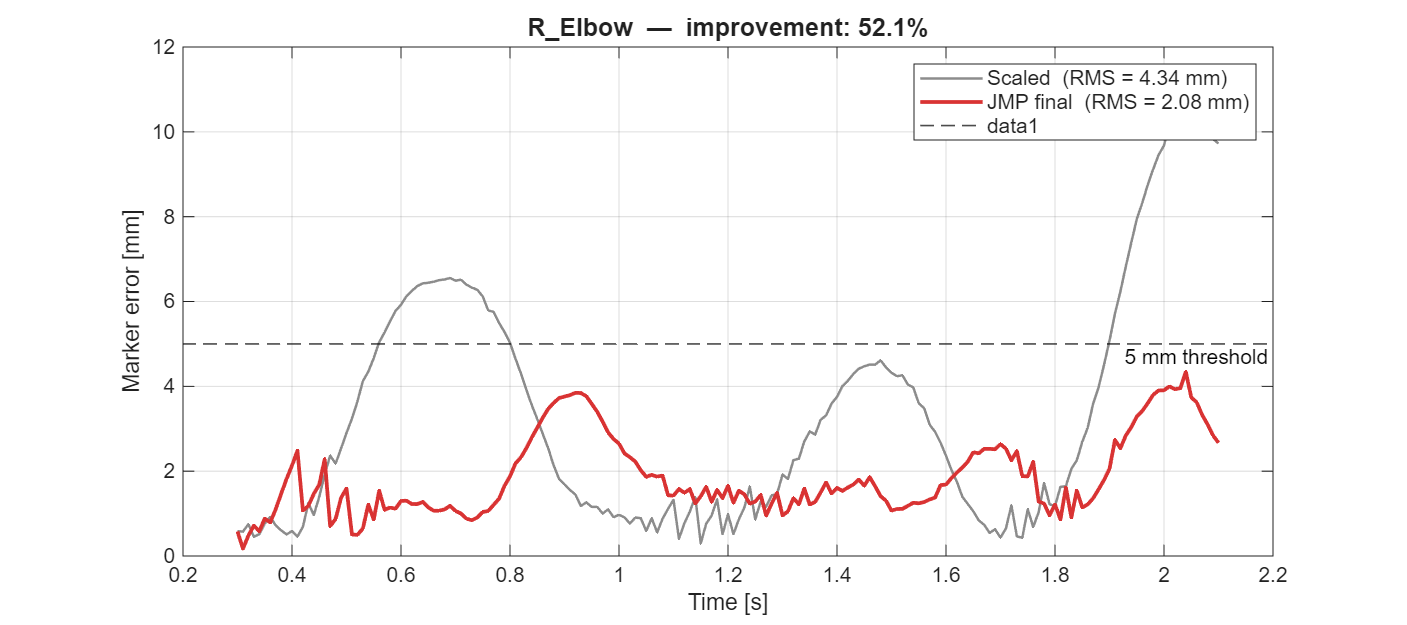 R_Elbow — improvement: 52.1%
12
10
8
6
4
2
0
Marker error [mm]
Scaled (RMS = 4.34 mm)
JMP final (RMS = 2.08 mm)
data1
5 mm threshold
0.2 0.4 0.6 0.8 1 1.2 1.4 1.6 1.8 2 2.2
Time [s]